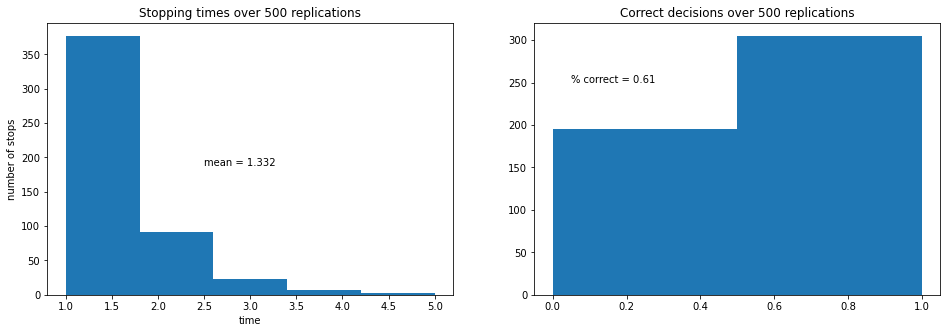 Stopping times over 500 replications
350
300
250
200
150
100
50
0
number of stops
mean = 1.332
1.0 1.5 2.0 2.5 3.0 3.5 4.0 4.5 5.0
time
Correct decisions over 500 replications
300
250
200
150
100
50
0
% correct = 0.61
0.0 0.2 0.4 0.6 0.8 1.0